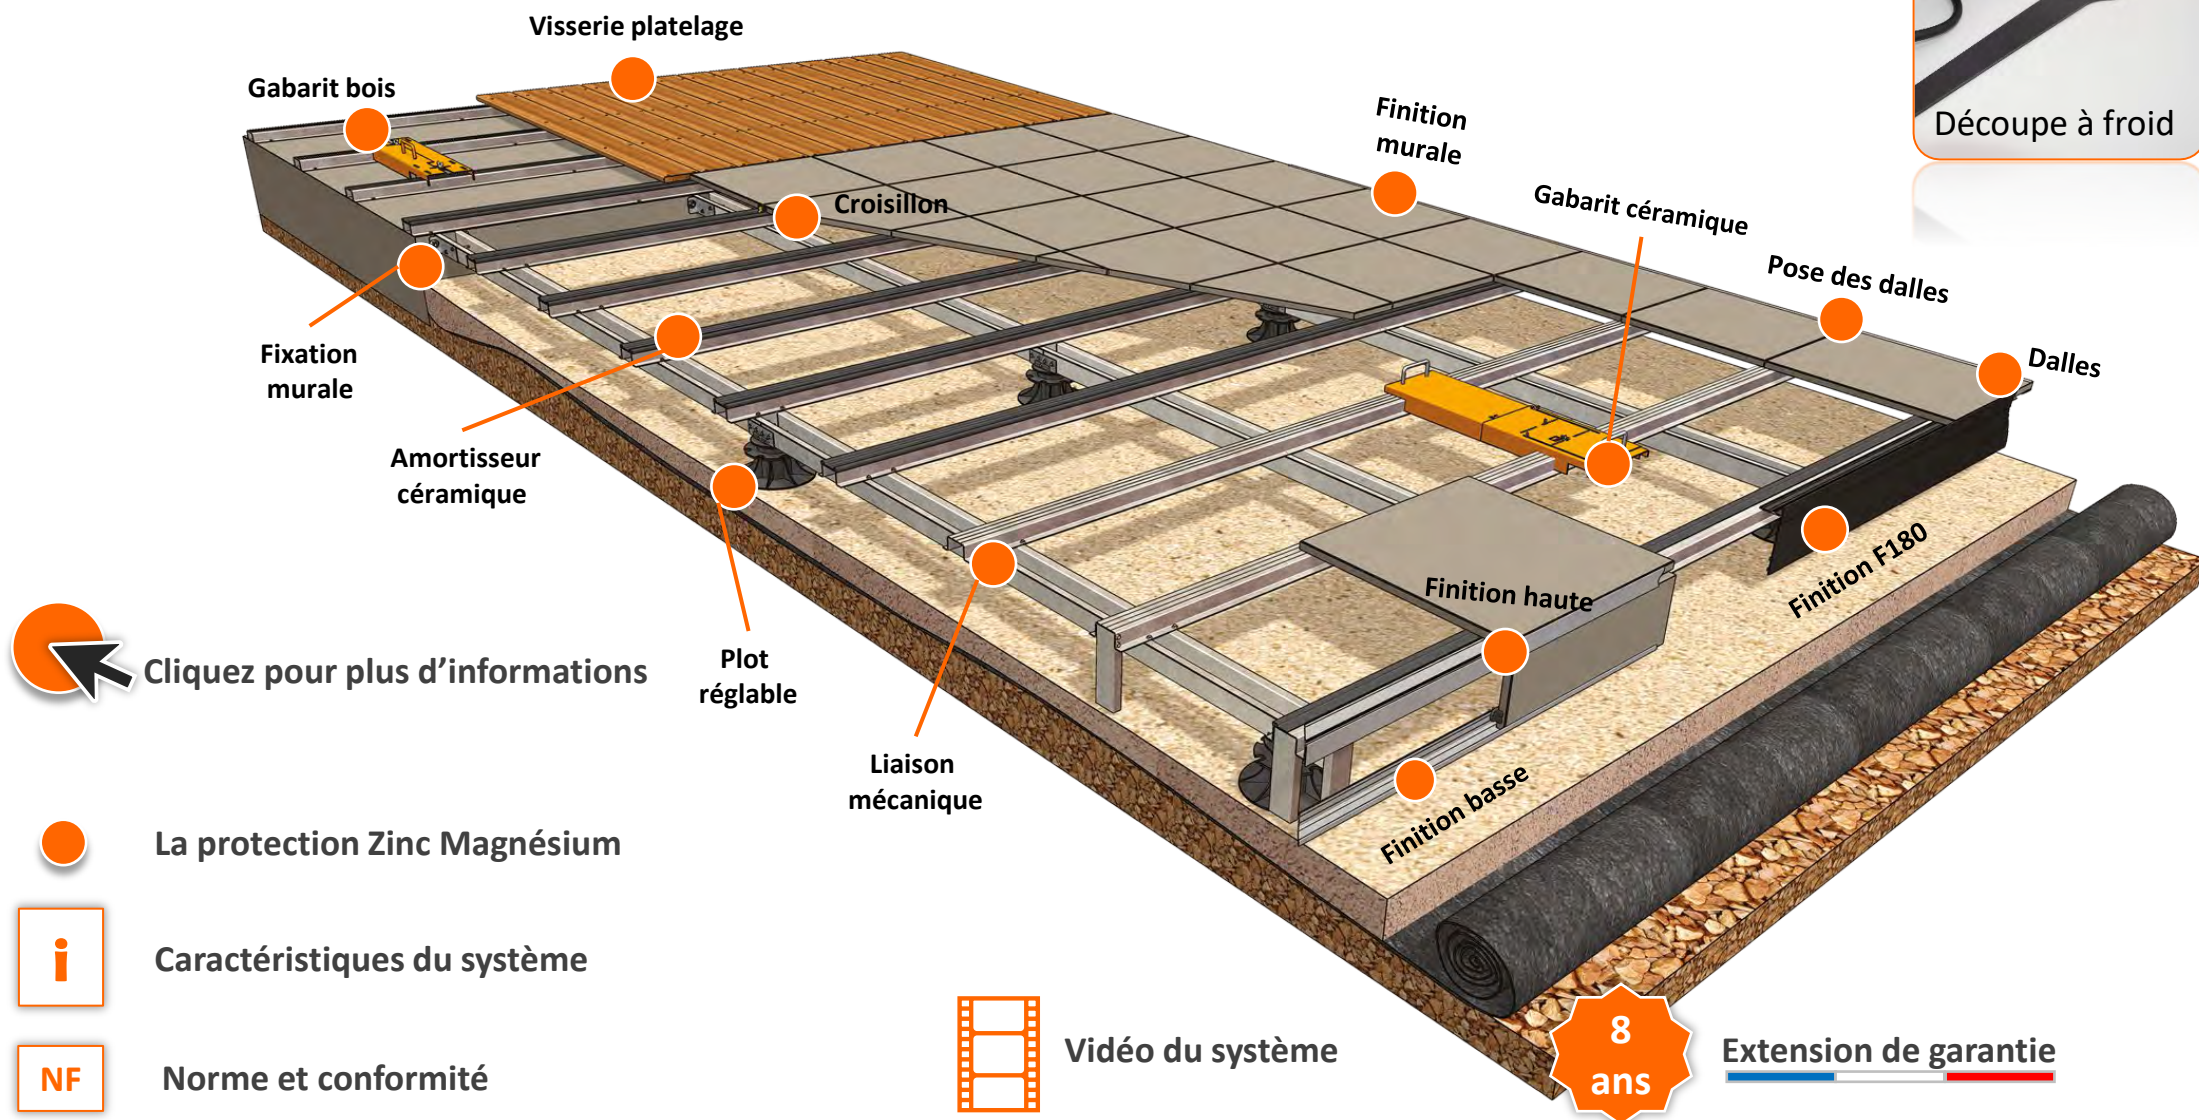 Visserie platelage
Gabarit bois
Découpe à froid
Finition
murale
Gabarit céramique
Croisillon
Pose des dalles
Dalles
Fixation
murale
Amortisseur
céramique
Finition F180
Finition haute
Cliquez pour plus d’informations
Plot
réglable
Liaison
mécanique
Finition basse
La protection Zinc Magnésium
i
Caractéristiques du système
NF
Norme et conformité
Vidéo du système
8
ans
Extension de garantie